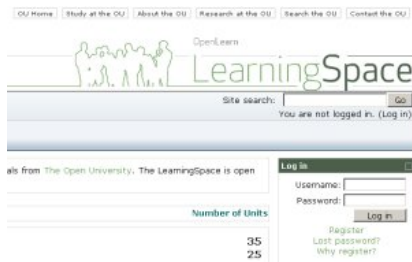 OU Home Study at the OU About the OU Research at the OU Search the OU Contact the OU
OpenLearn
LearningSpace
Site search: Go
You are not logged in. (Log in)
als from The Open University. The LearningSpace is open
Number of Units
35
25
Log in
Username:
Password:
Log in
Register
Lost password?
Why register?